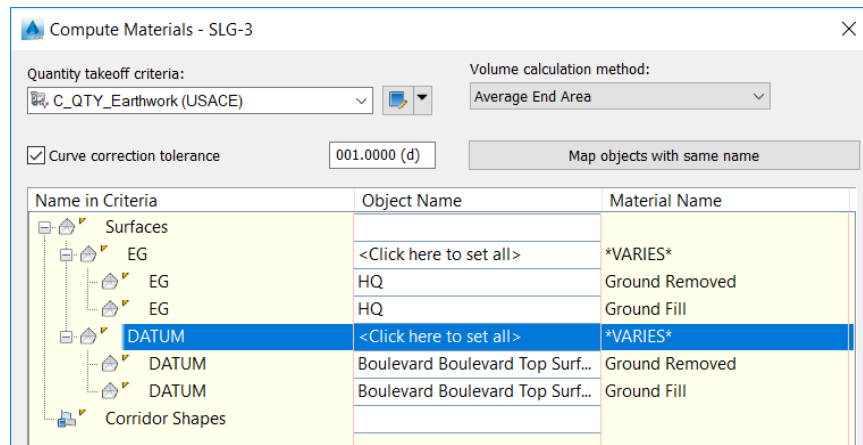 Compute Materials - SLG-3
Quantity takeoff criteria:
Volume calculation method:
C_QTY_Earthwork (USACE)
Average End Area
Curve correction tolerance
001.0000 (d)
Map objects with same name
Name in Criteria Object Name Material Name
Surfaces
EG <Click here to set all> *VARIES*
EG HQ Ground Removed
EG HQ Ground Fill
DATUM <Click here to set all> *VARIES*
DATUM Boulevard Boulevard Top Surf... Ground Removed
DATUM Boulevard Boulevard Top Surf... Ground Fill
Corridor Shapes